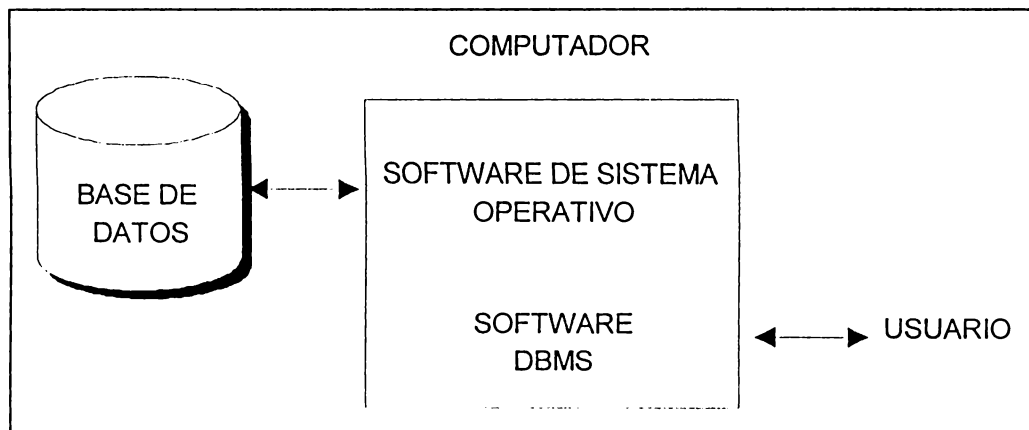 COMPUTADOR
BASE DE
DATOS
SOFTWARE DE SISTEMA
OPERATIVO
SOFTWARE
DBMS
USUARIO